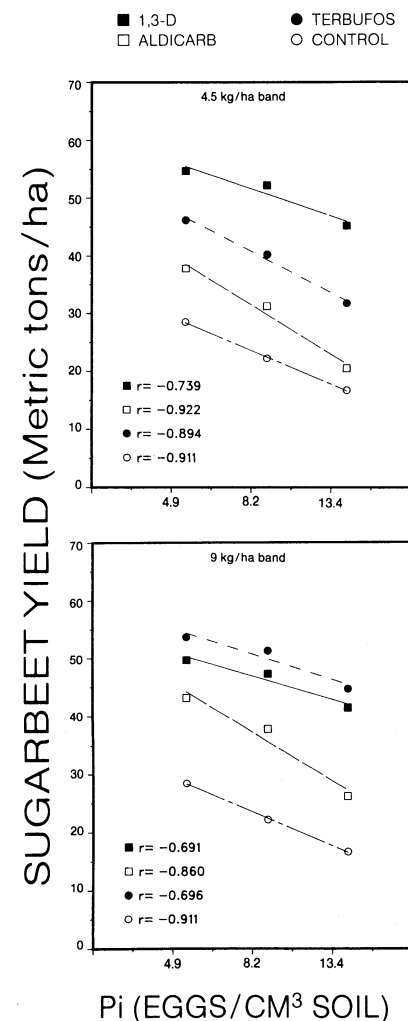 ■ 1,3-D ● TERBUFOS
□ ALDICARB ○ CONTROL
SUGARBEET YIELD (Metric tons/ha)
4.5 kg/ha band
70
60
50
40
30
20
10
0
■ r= -0.739
□ r= -0.922
● r= -0.894
○ r= -0.911
4.9 8.2 13.4
9 kg/ha band
70
60
50
40
30
20
10
0
■ r= -0.691
□ r= -0.860
● r= -0.696
○ r= -0.911
4.9 8.2 13.4
Pi (EGGS/CM³ SOIL)